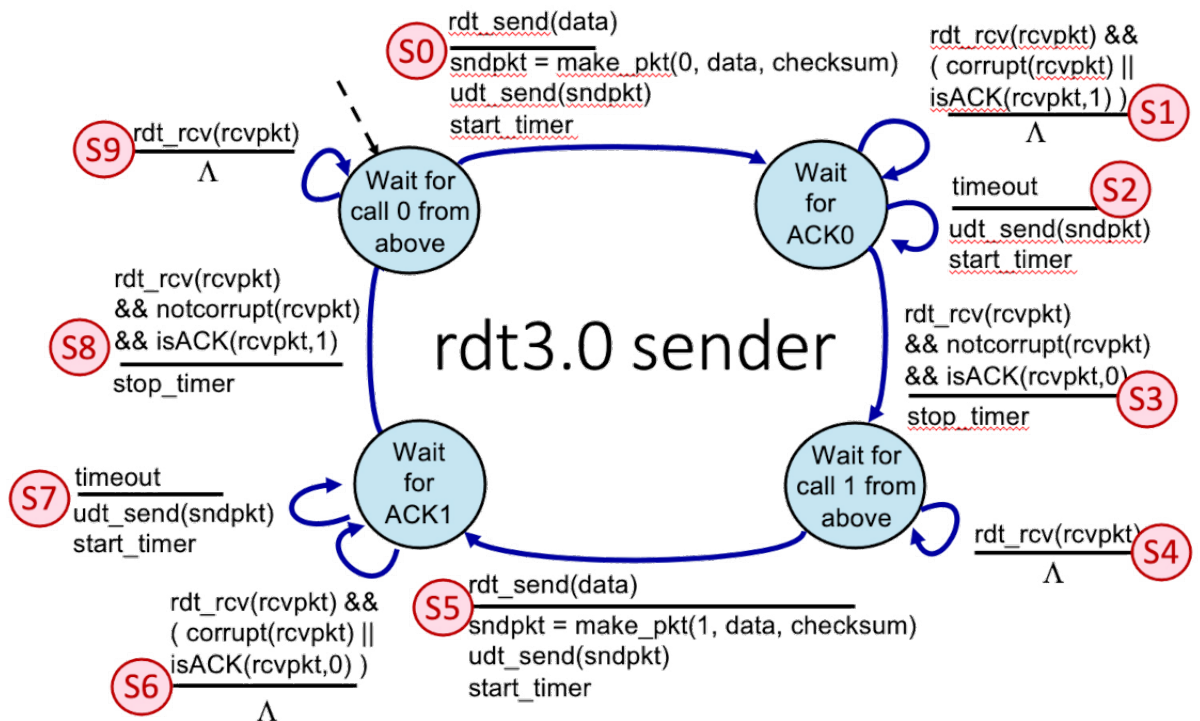 S0
rdt_send(data)
sndpkt = make_pkt(0, data, checksum)
udt_send(sndpkt)
start_timer
rdt_rcv(rcvpkt) &&
( corrupt(rcvpkt) ||
isACK(rcvpkt,1) )
S1
Λ
S9
rdt_rcv(rcvpkt)
Λ
Wait for
call 0 from
above
Wait
for
ACK0
timeout
S2
udt_send(sndpkt)
start_timer
rdt_rcv(rcvpkt)
&& notcorrupt(rcvpkt)
&& isACK(rcvpkt,1)
S8
stop_timer
rdt3.0 sender
rdt_rcv(rcvpkt)
&& notcorrupt(rcvpkt)
&& isACK(rcvpkt,0)
S3
stop_timer
Wait
for
ACK1
Wait for
call 1 from
above
S7
timeout
udt_send(sndpkt)
start_timer
rdt_rcv(rcvpkt)
S4
Λ
rdt_rcv(rcvpkt) &&
( corrupt(rcvpkt) ||
isACK(rcvpkt,0) )
S6
Λ
S5
rdt_send(data)
sndpkt = make_pkt(1, data, checksum)
udt_send(sndpkt)
start_timer